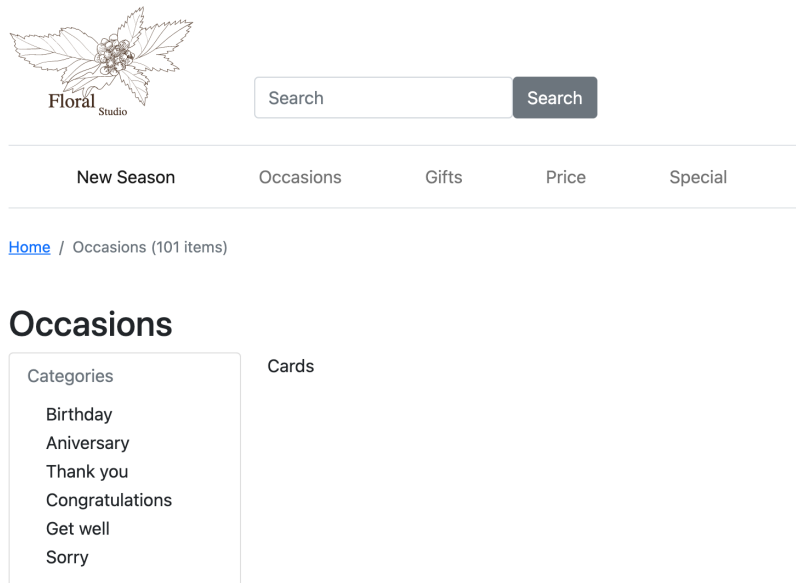 Floral
Studio
Search Search
New Season Occasions Gifts Price Special
Home / Occasions (101 items)
Occasions
Categories
Cards
Birthday
Aniversary
Thank you
Congratulations
Get well
Sorry